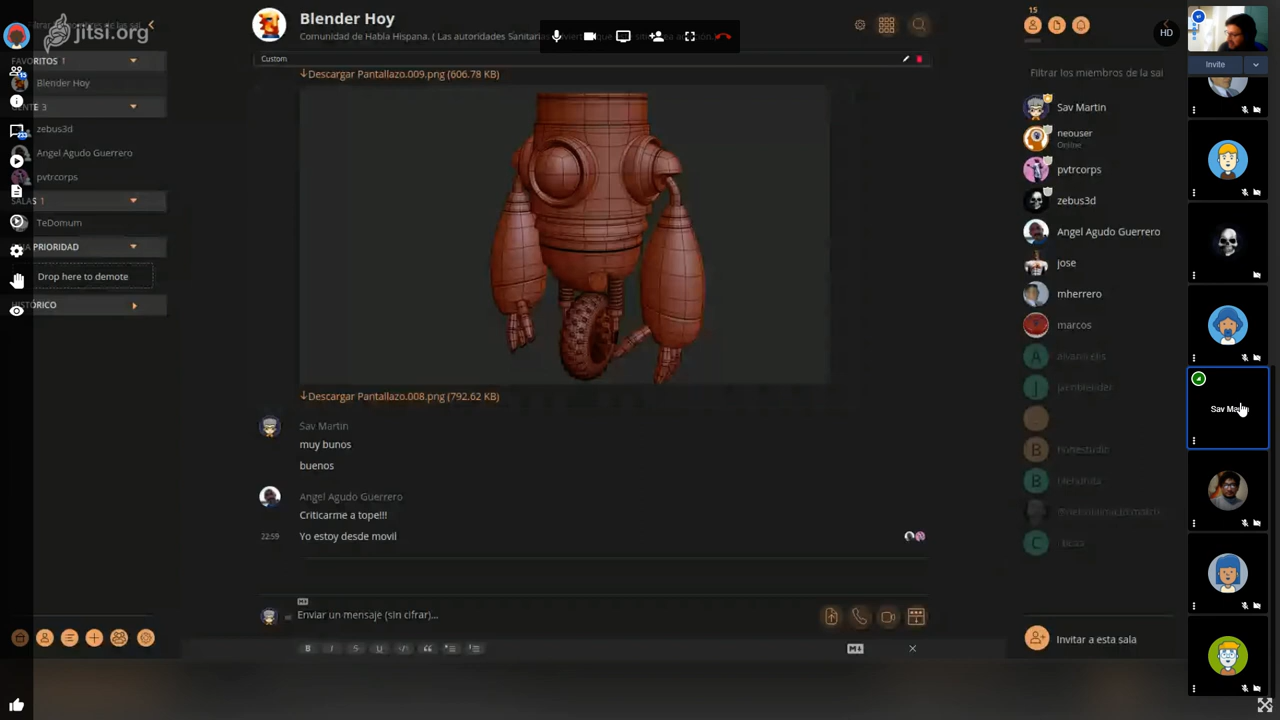 jitsi.org
FAVORITOS 1
Blender Hoy
GENTE 3
zebus3d
Angel Agudo Guerrero
pvtrcorps
SALAS 1
TeDomum
PRIORIDAD
Drop here to demote
HISTÓRICO
Blender Hoy
Comunidad de Habla Hispana. ( Las autoridades Sanitarias
Custom
Descargar Pantallazo.009.png (606.78 KB)
Descargar Pantallazo.008.png (792.62 KB)
Sav Martin
muy bunos
buenos
Angel Agudo Guerrero
Criticarme a tope!!!
22:59
Yo estoy desde movil
Enviar un mensaje (sin cifrar)...
15
Filtrar los miembros de la sal
Sav Martin
neouser
Online
pvtrcorps
zebus3d
Angel Agudo Guerrero
jose
mherrero
marcos
A
J
B
B
C
Invitar a esta sala
HD
Invite
Sav Martin